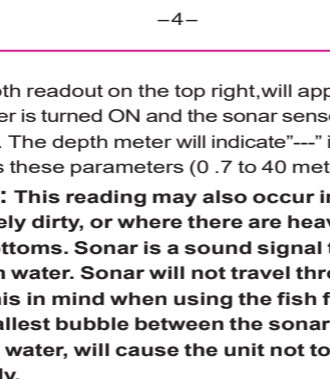 –4–
oth readout on the top right,will app
er is turned ON and the sonar sens
. The depth meter will indicate"---" i
s these parameters (0 .7 to 40 met
: This reading may also occur in
ely dirty, or where there are heav
ottoms. Sonar is a sound signal t
n water. Sonar will not travel thro
his in mind when using the fish f
allest bubble between the sonar
water, will cause the unit not to
ly.